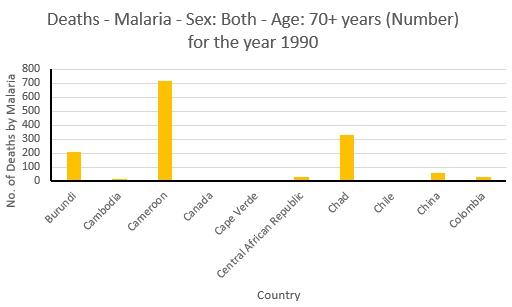 Deaths - Malaria - Sex: Both - Age: 70+ years (Number)
for the year 1990
No. of Deaths by Malaria
800
700
600
500
400
300
200
100
0
Burundi
Cambodia
Cameroon
Canada
Cape Verde
Central African Republic
Chad
Chile
China
Colombia
Country